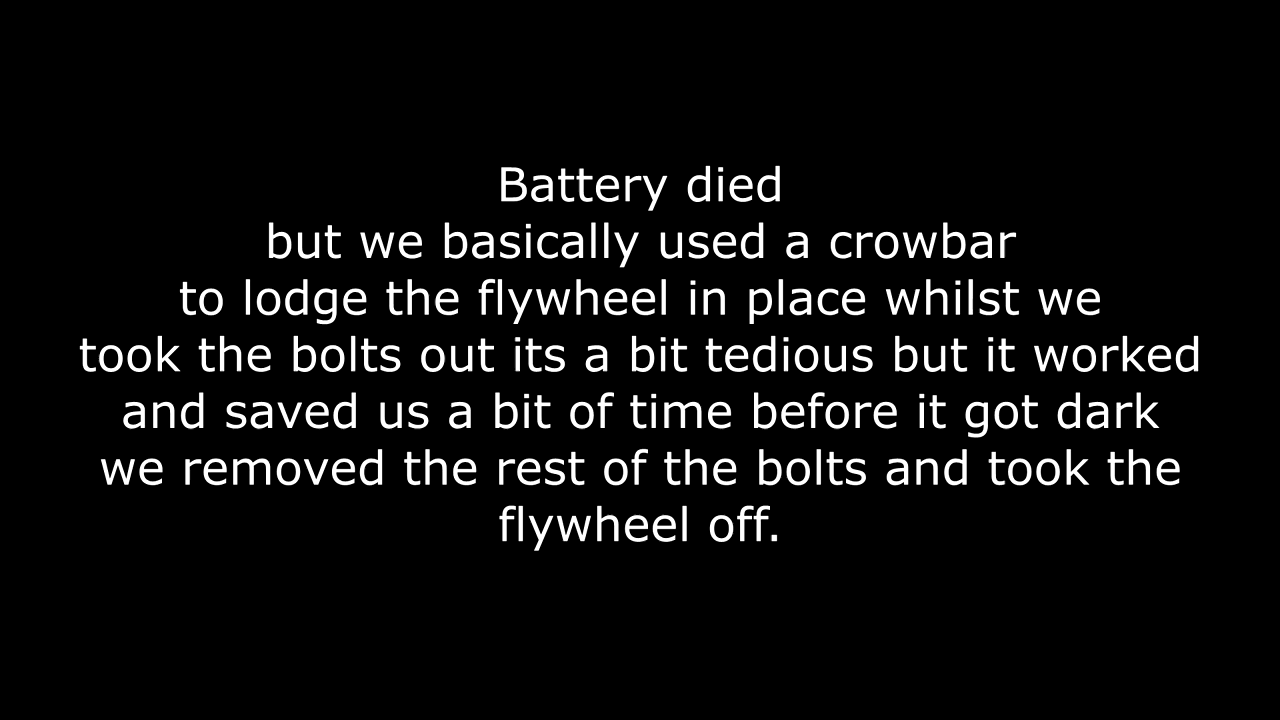 Battery died
but we basically used a crowbar
to lodge the flywheel in place whilst we
took the bolts out its a bit tedious but it worked
and saved us a bit of time before it got dark
we removed the rest of the bolts and took the
flywheel off.